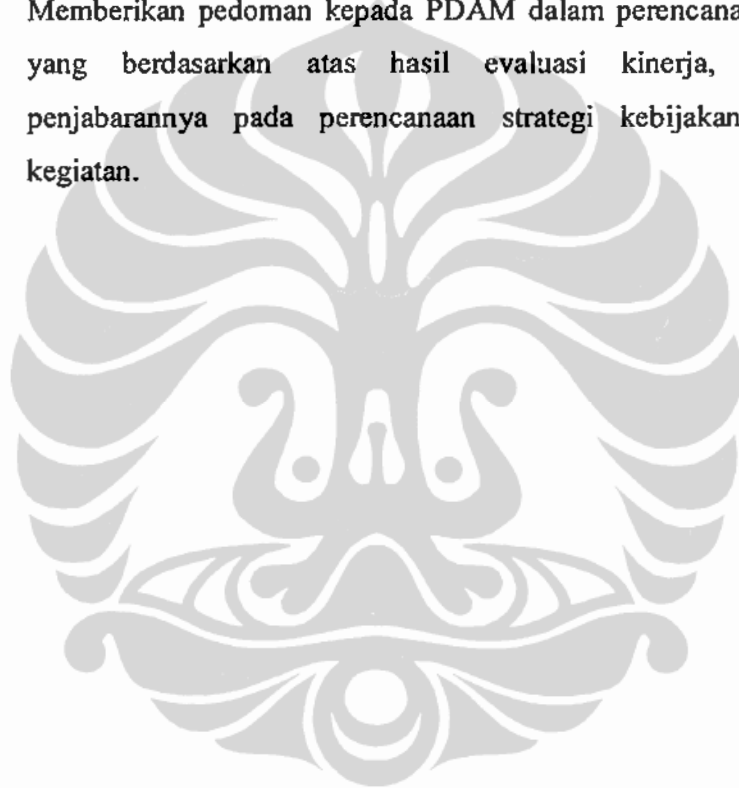 Memberikan pedoman kepada PDAM dalam perencana
yang berdasarkan atas hasil evaluasi kinerja,
penjabarannya pada perencanaan strategi kebijakan
kegiatan.